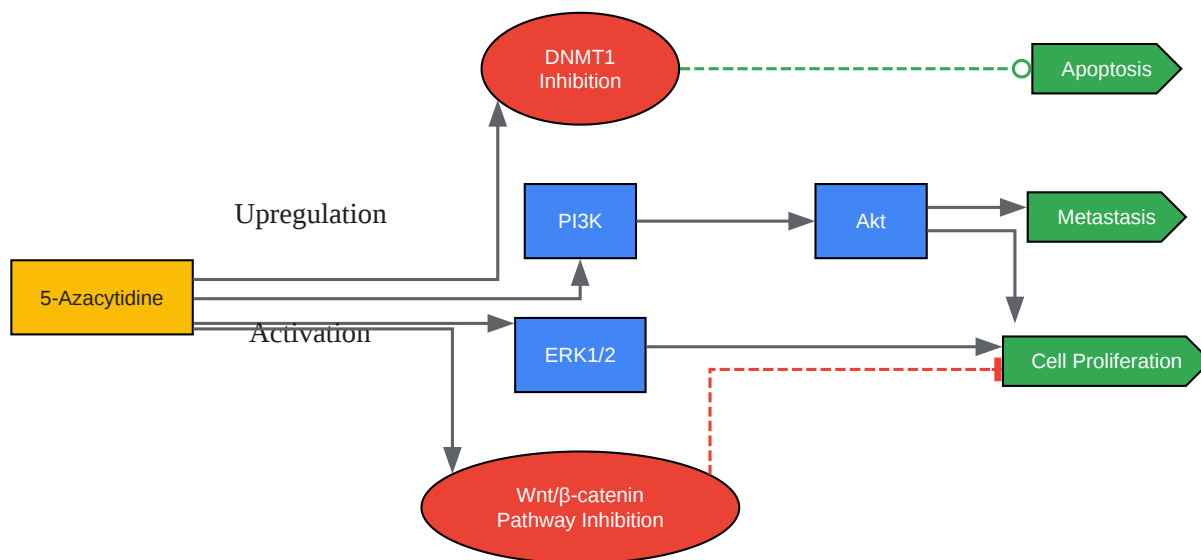 DNMT1
Inhibition
Apoptosis
Upregulation
PI3K
Akt
Metastasis
5-Azacytidine
Activation
ERK1/2
Cell Proliferation
Wnt/β-catenin
Pathway Inhibition